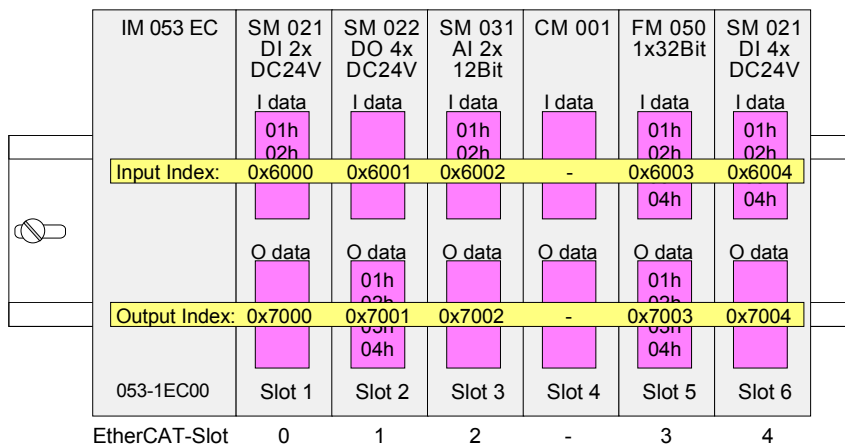 IM 053 EC SM 021 SM 022 SM 031 CM 001 FM 050 SM 021
DI 2x DO 4x AI 2x 1x32Bit DI 4x
DC24V DC24V 12Bit DC24V
I data I data I data I data I data I data
01h 01h 01h 01h
02h 02h 02h 02h
Input Index: 0x6000 0x6001 0x6002 - 0x6003 0x6004
04h 04h
O data O data O data O data O data O data
01h 01h
02h 02h
Output Index: 0x7000 0x7001 0x7002 - 0x7003 0x7004
03h 03h
04h 04h
053-1EC00 Slot 1 Slot 2 Slot 3 Slot 4 Slot 5 Slot 6
EtherCAT-Slot 0 1 2 - 3 4